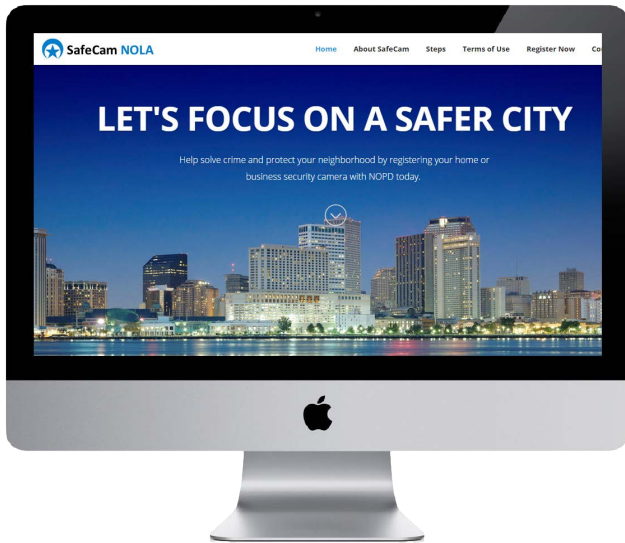 SafeCam NOLA
Home About SafeCam Steps Terms of Use Register Now
LET'S FOCUS ON A SAFER CITY
Help solve crime and protect your neighborhood by registering your home or
business security camera with NOPD today.